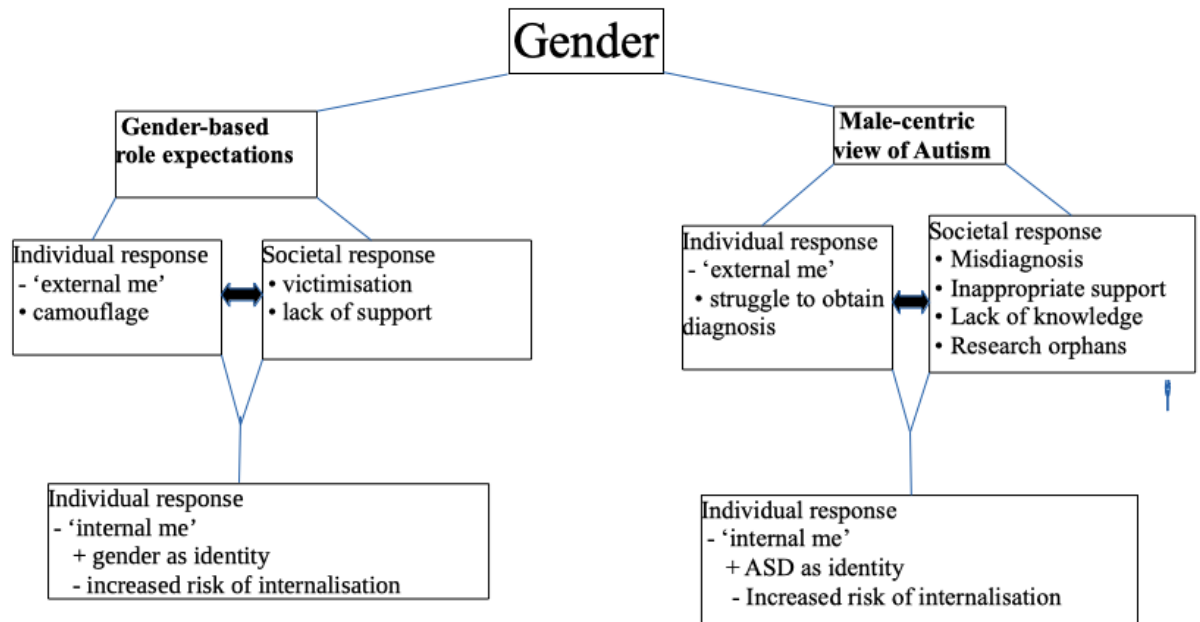 Gender
Gender-based
role expectations
Male-centric
view of Autism
Individual response
- ‘external me’
• camouflage
Societal response
• victimisation
• lack of support
Individual response
- ‘external me’
• struggle to obtain
diagnosis
Societal response
• Misdiagnosis
• Inappropriate support
• Lack of knowledge
• Research orphans
Individual response
- ‘internal me’
+ gender as identity
- increased risk of internalisation
Individual response
- ‘internal me’
+ ASD as identity
- Increased risk of internalisation